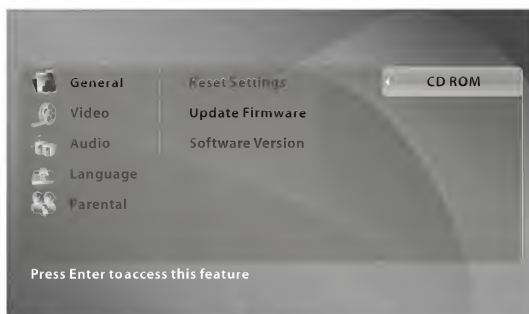 General
Video
Audio
Language
Parental
Reset Settings
Update Firmware
Software Version
CD ROM
Press Enter to access this feature